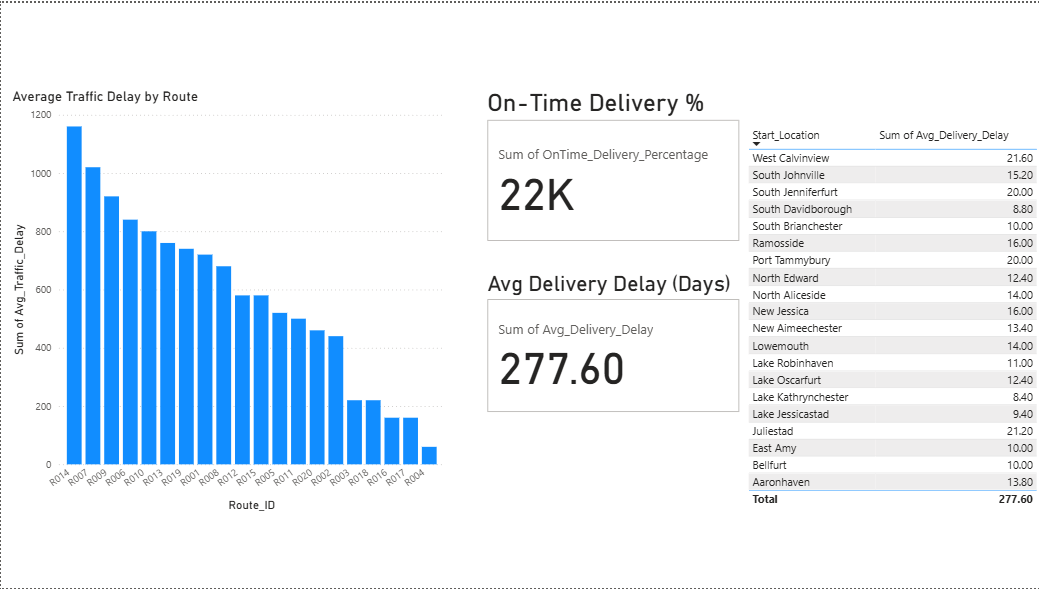 Average Traffic Delay by Route
1200
1000
800
600
400
200
0
Sum of Avg_Traffic_Delay
R014
R007
R009
R006
R010
R013
R019
R001
R008
R012
R015
R005
R011
R020
R002
R003
R018
R016
R017
R004
Route_ID
On-Time Delivery %
Sum of OnTime_Delivery_Percentage
22K
Avg Delivery Delay (Days)
Sum of Avg_Delivery_Delay
277.60
Start_Location Sum of Avg_Delivery_Delay
West Calvinview 21.60
South Johnville 15.20
South Jenniferfurt 20.00
South Davidborough 8.80
South Brianchester 10.00
Ramosside 16.00
Port Tammybury 20.00
North Edward 12.40
North Aliceside 14.00
New Jessica 16.00
New Aimeechester 13.40
Lowemouth 14.00
Lake Robinhaven 11.00
Lake Oscarfurt 12.40
Lake Kathrynchester 8.40
Lake Jessicastad 9.40
Juliestad 21.20
East Amy 10.00
Bellfurt 10.00
Aaronhaven 13.80
Total 277.60